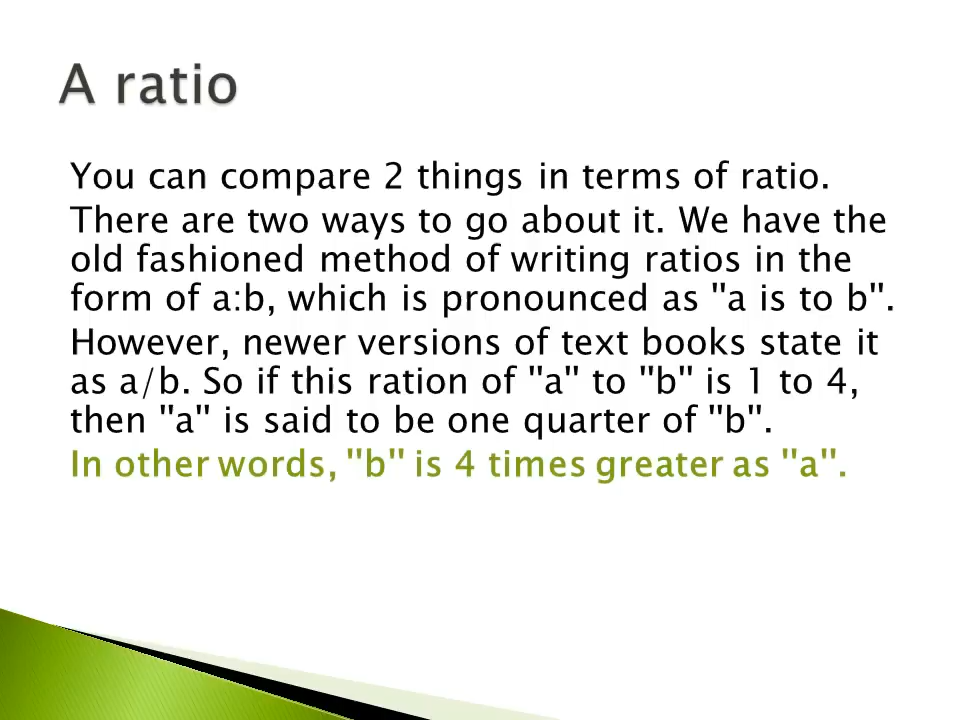 A ratio
You can compare 2 things in terms of ratio.
There are two ways to go about it. We have the
old fashioned method of writing ratios in the
form of a:b, which is pronounced as "a is to b".
However, newer versions of text books state it
as a/b. So if this ration of "a" to "b" is 1 to 4,
then "a" is said to be one quarter of "b".
In other words, "b" is 4 times greater as "a".